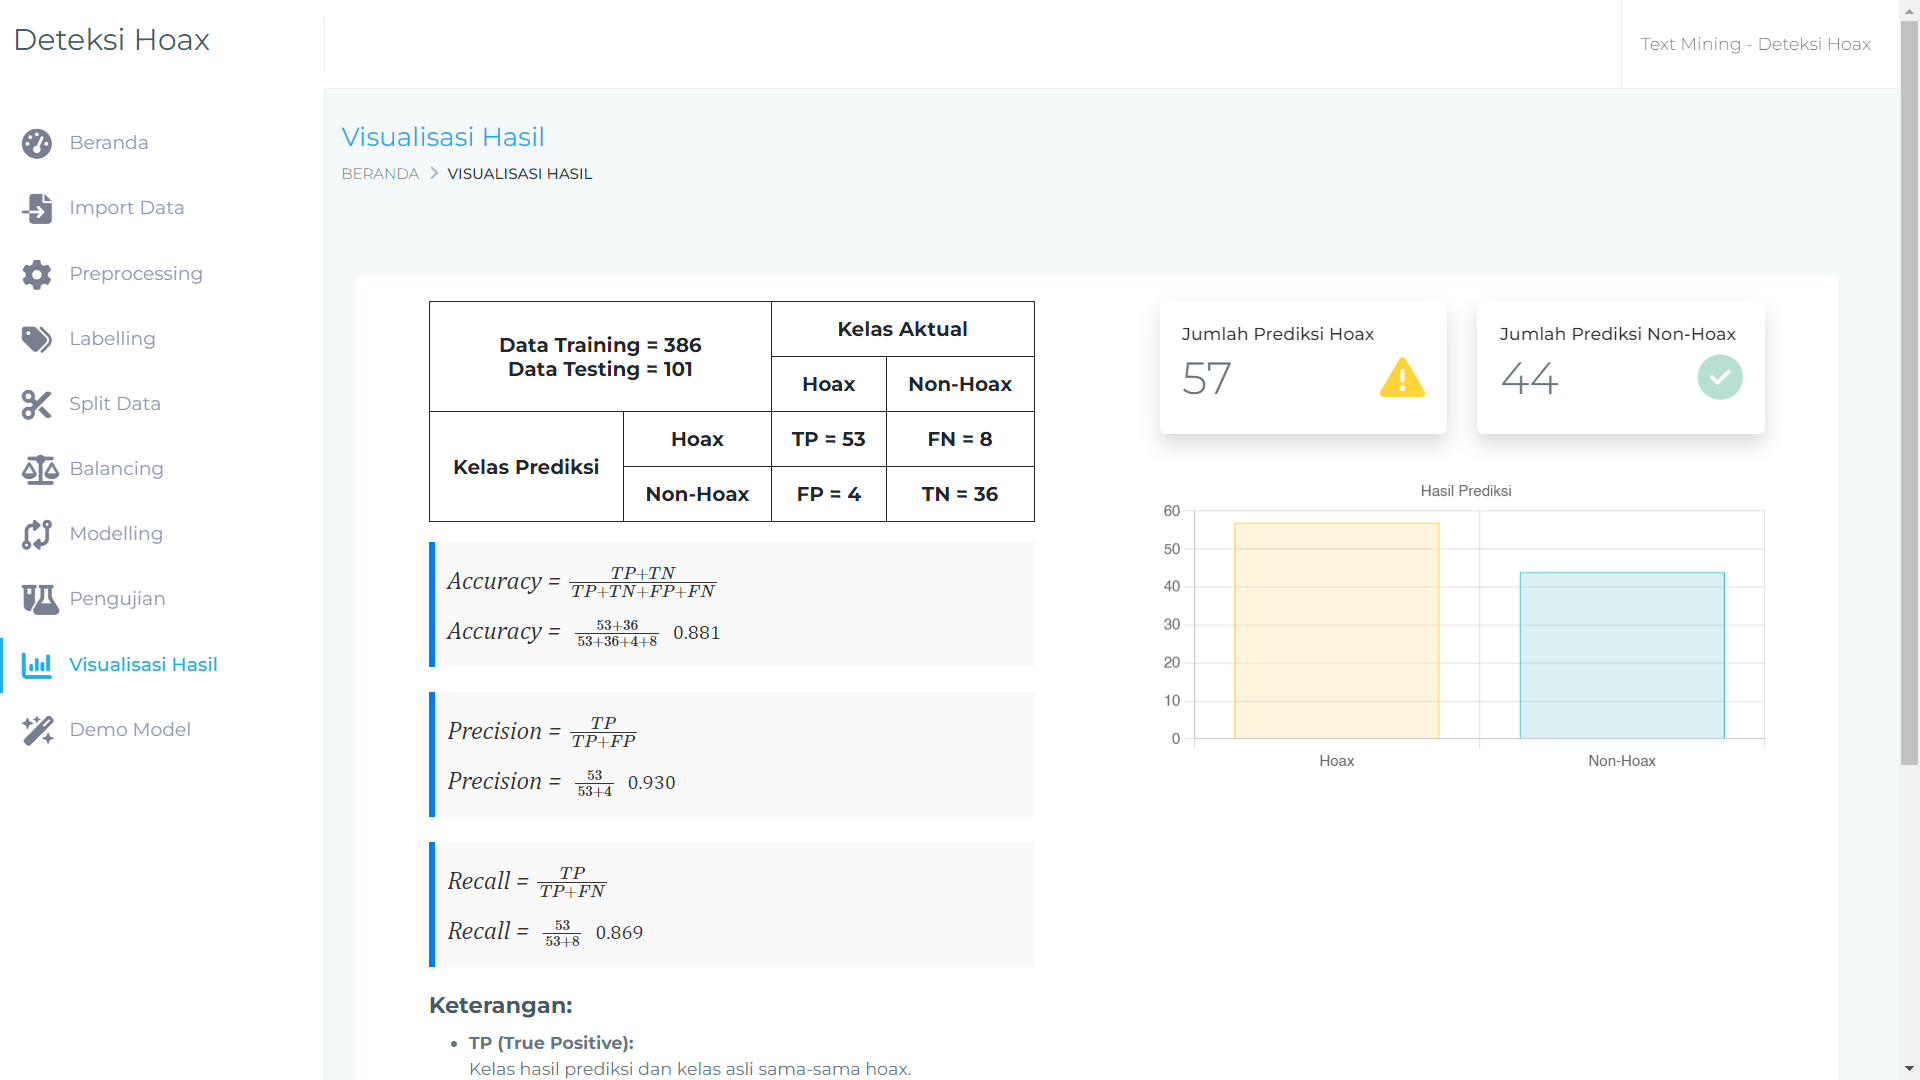 Deteksi Hoax
Text Mining - Deteksi Hoax
Beranda
Import Data
Preprocessing
Labelling
Split Data
Balancing
Modelling
Pengujian
Visualisasi Hasil
Demo Model
Visualisasi Hasil
BERANDA > VISUALISASI HASIL
Data Training = 386
Data Testing = 101
Kelas Aktual
Hoax Non-Hoax
Kelas Prediksi
Hoax TP = 53 FN = 8
Non-Hoax FP = 4 TN = 36
Accuracy = TP+TN / TP+TN+FP+FN
Accuracy = 53+36 / 53+36+4+8 0.881
Precision = TP / TP+FP
Precision = 53 / 53+4 0.930
Recall = TP / TP+FN
Recall = 53 / 53+8 0.869
Keterangan:
• TP (True Positive):
Kelas hasil prediksi dan kelas asli sama-sama hoax.
Jumlah Prediksi Hoax
57
Jumlah Prediksi Non-Hoax
44
Hasil Prediksi
60
50
40
30
20
10
0
Hoax Non-Hoax